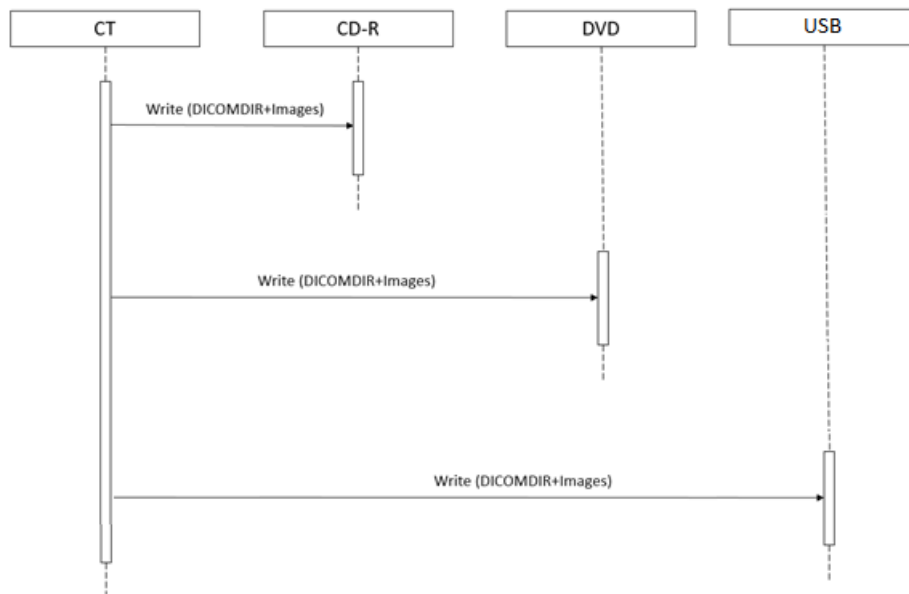 CT
CD-R
DVD
USB
Write (DICOMDIR+Images)
Write (DICOMDIR+Images)
Write (DICOMDIR+Images)